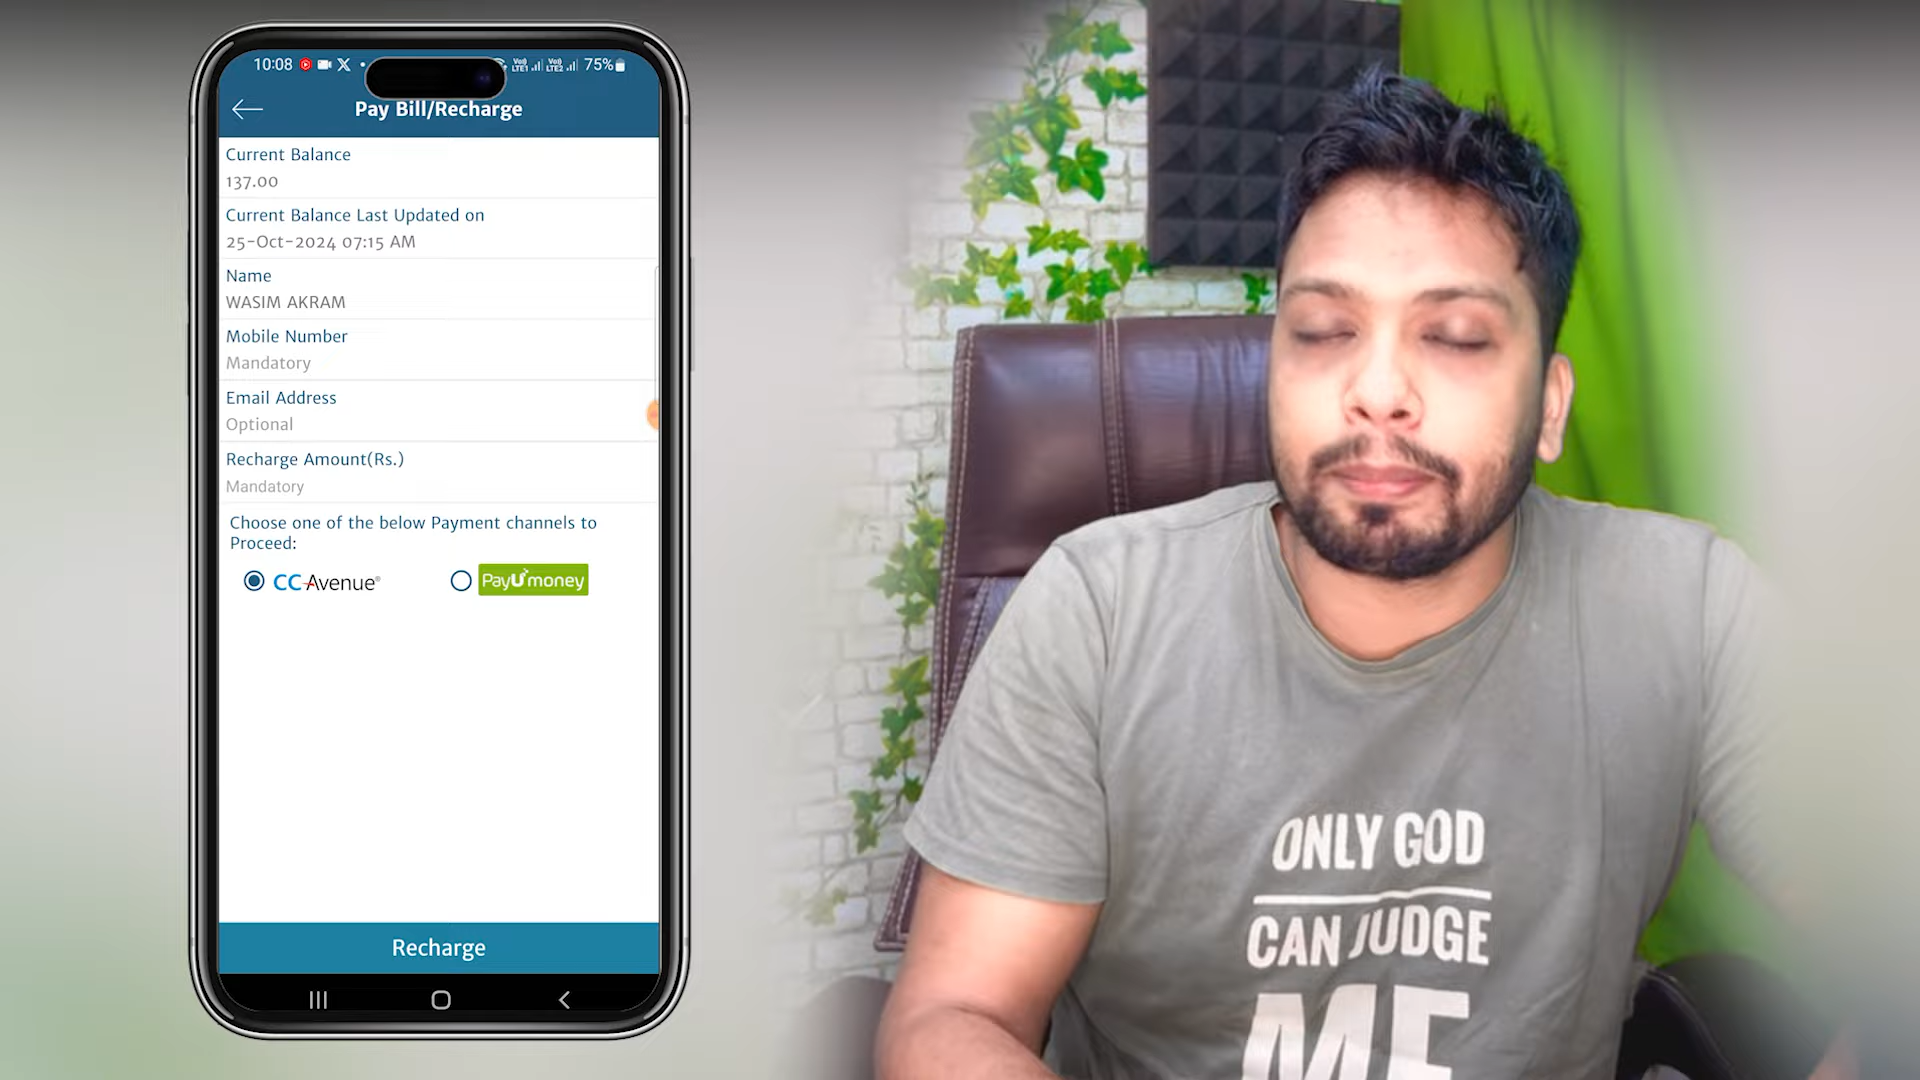 10:08
75%
Pay Bill/Recharge
Current Balance
137.00
Current Balance Last Updated on
25-Oct-2024 07:15 AM
Name
WASIM AKRAM
Mobile Number
Mandatory
Email Address
Optional
Recharge Amount(Rs.)
Mandatory
Choose one of the below Payment channels to
Proceed:
CCAvenue®
PayUmoney
Recharge
ONLY GOD
CAN JUDGE
ME